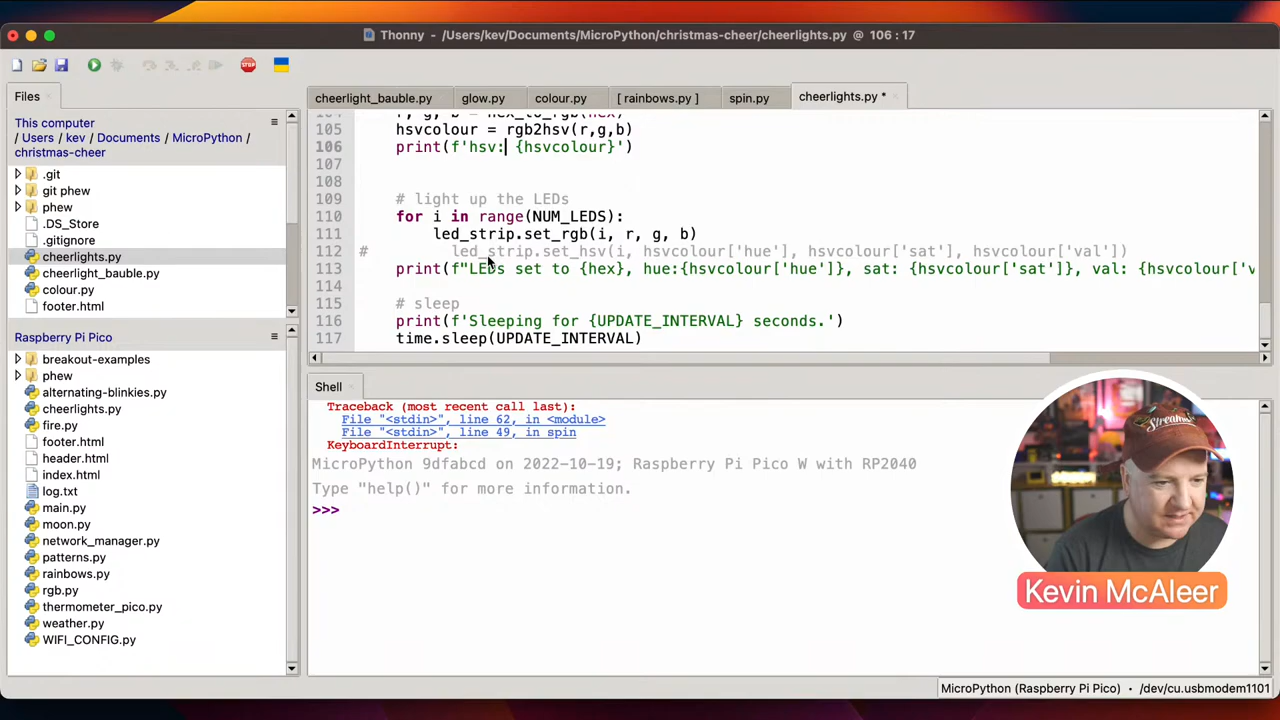 Thonny - /Users/kev/Documents/MicroPython/christmas-cheer/cheerlights.py @ 106 : 17
STOP
Files
This computer
/ Users / kev / Documents / MicroPython /
christmas-cheer
.git
git phew
phew
.DS_Store
.gitignore
cheerlights.py
cheerlight_bauble.py
colour.py
footer.html
Raspberry Pi Pico
breakout-examples
phew
alternating-blinkies.py
cheerlights.py
fire.py
footer.html
header.html
index.html
log.txt
main.py
moon.py
network_manager.py
patterns.py
rainbows.py
rgb.py
thermometer_pico.py
weather.py
WIFI_CONFIG.py
cheerlight_bauble.py
glow.py
colour.py
[ rainbows.py ]
spin.py
cheerlights.py *
104 r, g, b = hex_to_rgb(hex)
105 hsvcolour = rgb2hsv(r,g,b)
106 print(f'hsv: {hsvcolour}')
107
108
109 # light up the LEDs
110 for i in range(NUM_LEDS):
111 led_strip.set_rgb(i, r, g, b)
112 # led_strip.set_hsv(i, hsvcolour['hue'], hsvcolour['sat'], hsvcolour['val'])
113 print(f"LEDs set to {hex}, hue:{hsvcolour['hue']}, sat: {hsvcolour['sat']}, val: {hsvcolour['v
114
115 # sleep
116 print(f'Sleeping for {UPDATE_INTERVAL} seconds.')
117 time.sleep(UPDATE_INTERVAL)
Shell
Traceback (most recent call last):
File "<stdin>", line 62, in <module>
File "<stdin>", line 49, in spin
KeyboardInterrupt:
MicroPython 9dfabcd on 2022-10-19; Raspberry Pi Pico W with RP2040
Type "help()" for more information.
>>>
Kevin McAleer
MicroPython (Raspberry Pi Pico) · /dev/cu.usbmodem1101